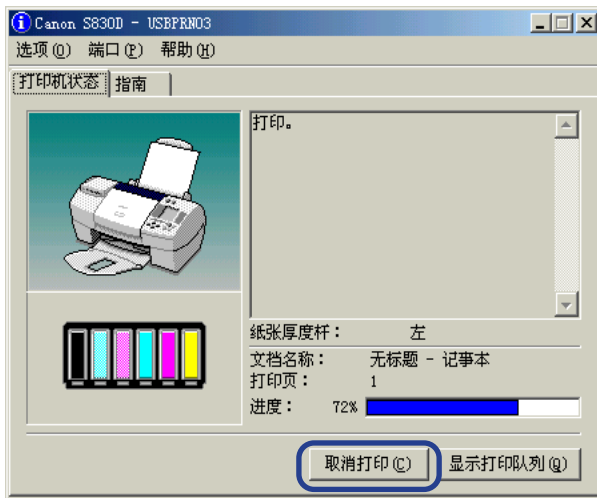 Canon S830D - USBPRN03
选项(O) 端口(P) 帮助(H)
打印机状态 指南
打印。
纸张厚度杆： 左
文档名称： 无标题 - 记事本
打印页： 1
进度： 72%
取消打印(C) 显示打印队列(Q)